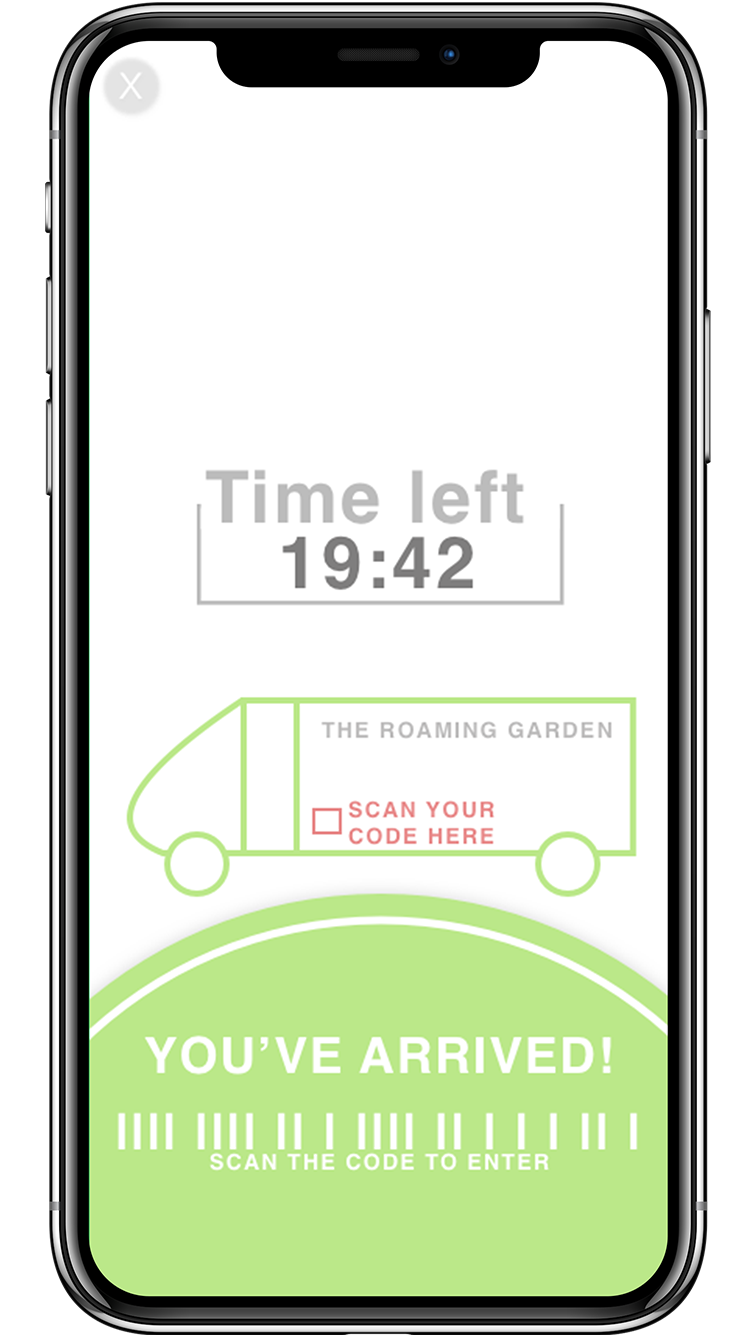 X
Time left
19:42
THE ROAMING GARDEN
SCAN YOUR
CODE HERE
YOU’VE ARRIVED!
SCAN THE CODE TO ENTER